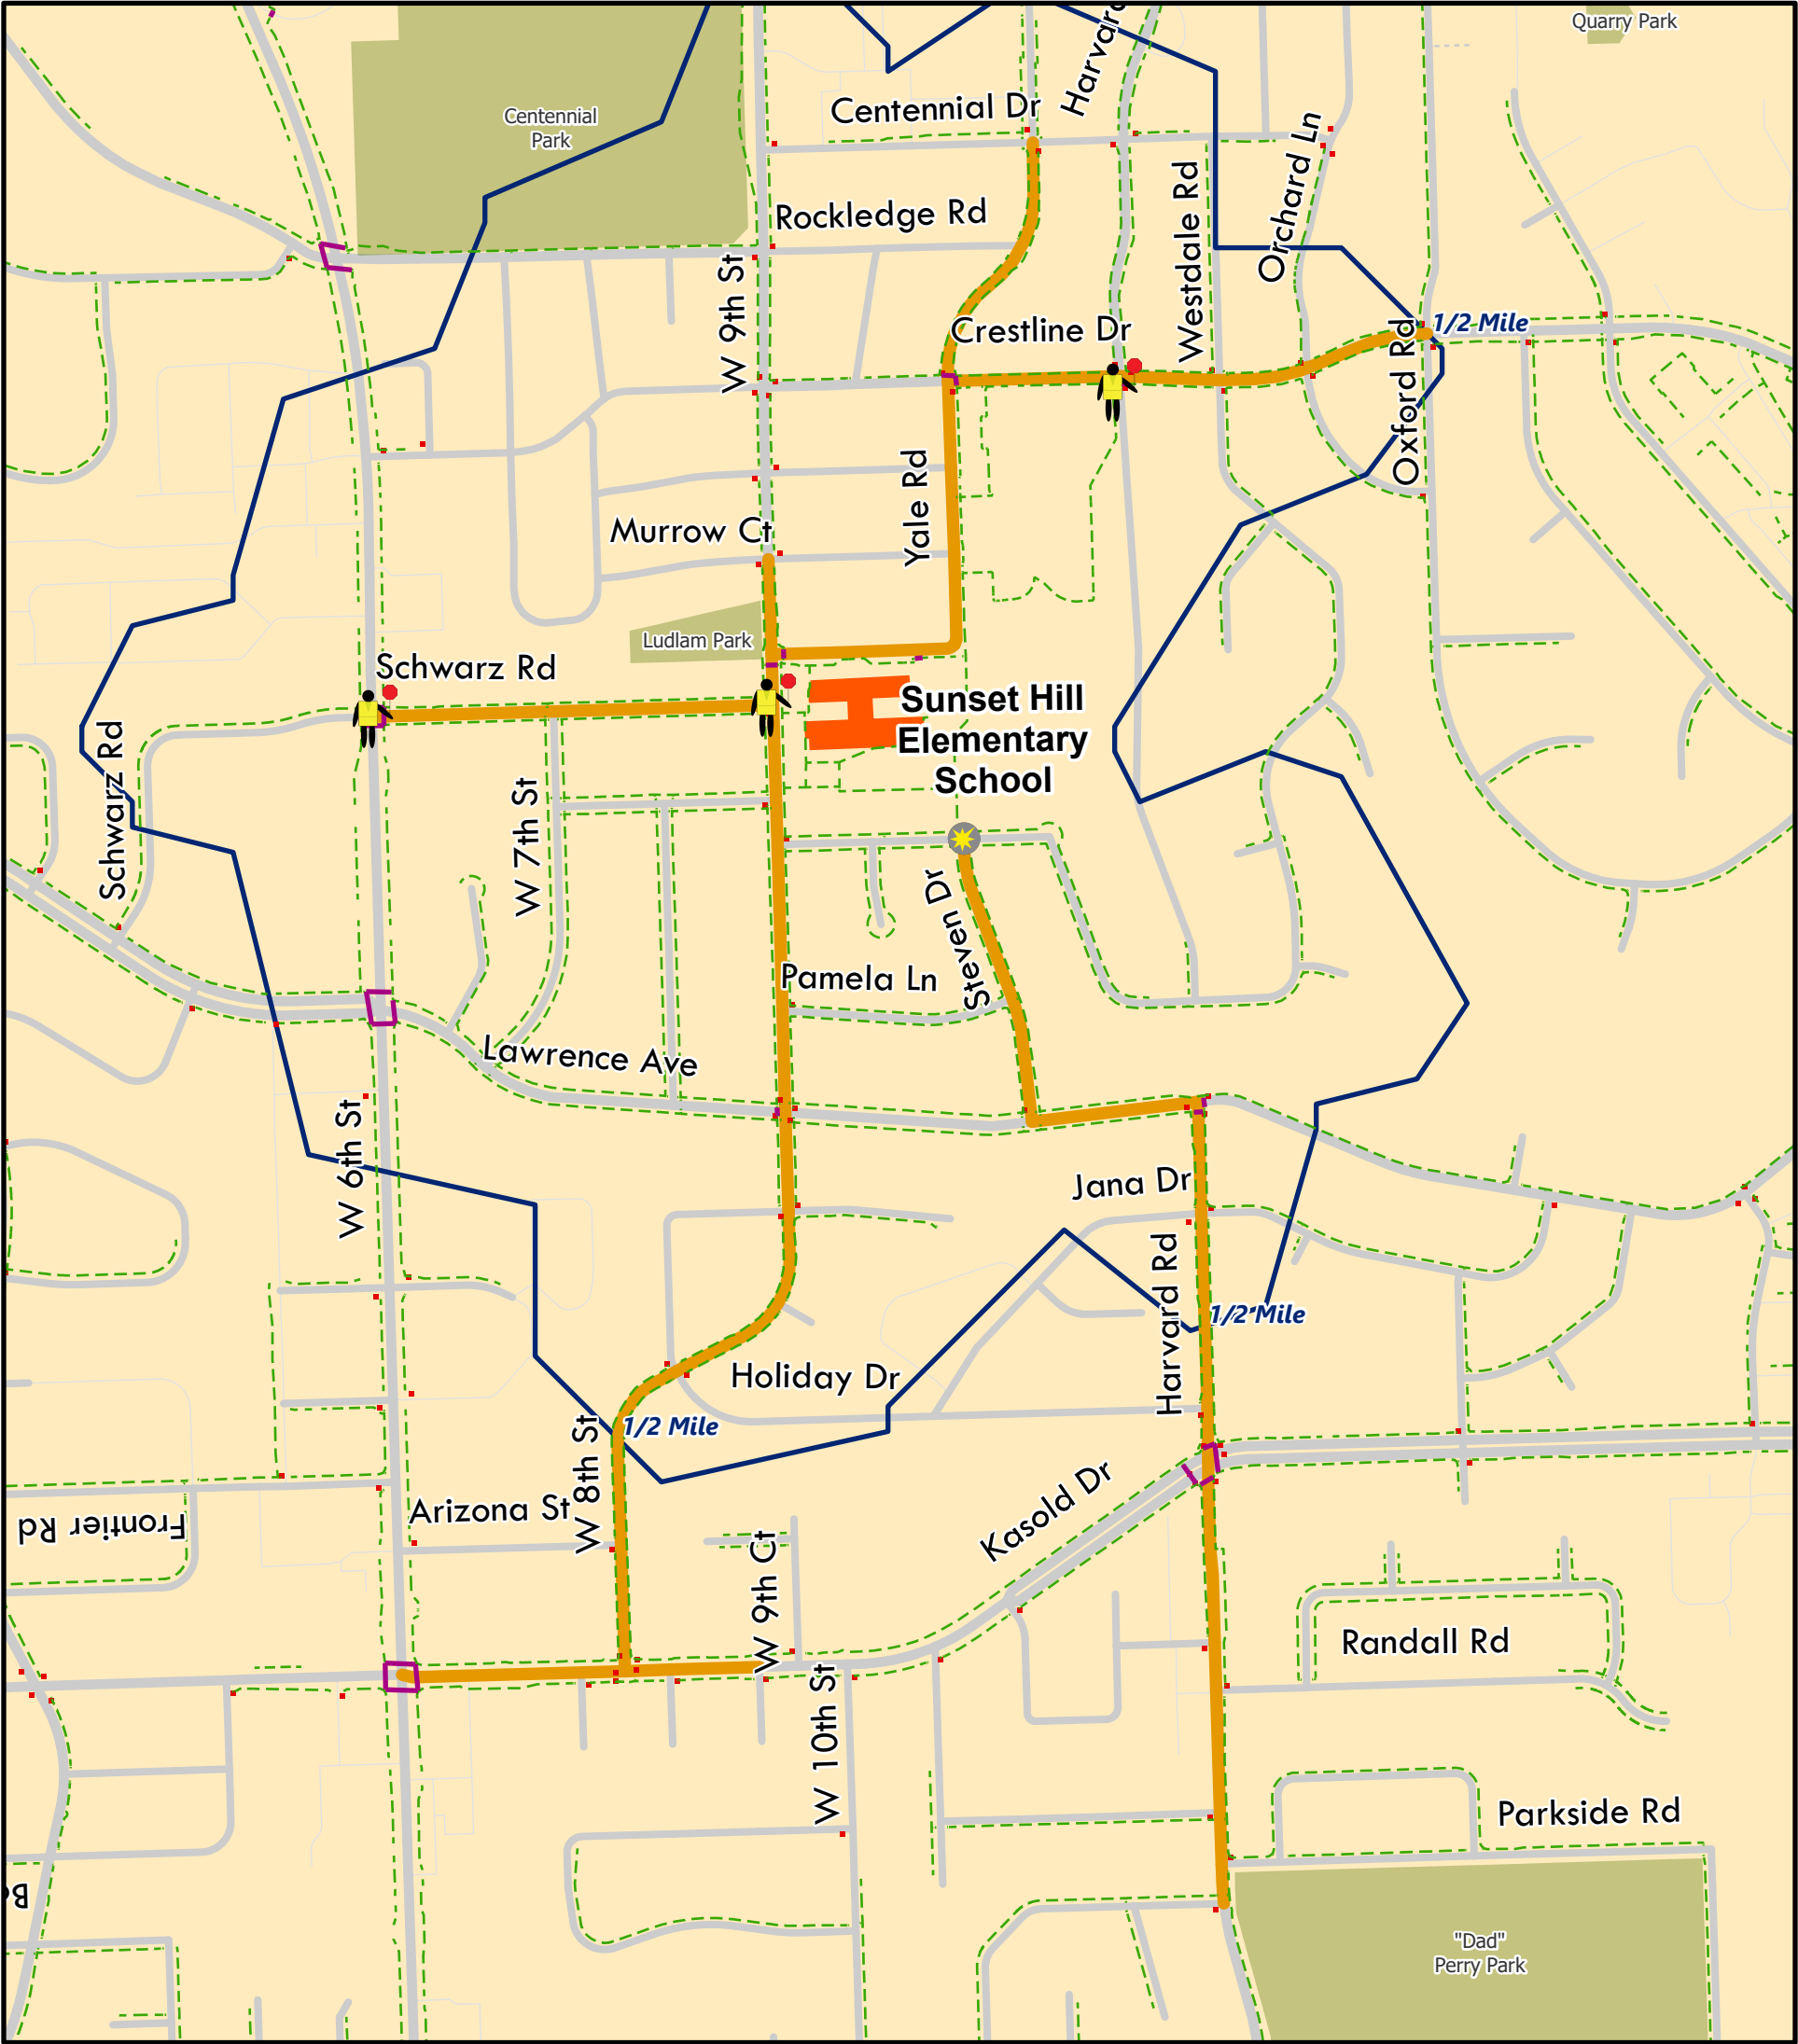 Quarry Park
Centennial
Park
Centennial Dr
Harvard
Orchard Ln
Westdale Rd
Rockledge Rd
W 9th St
Crestline Dr
1/2 Mile
Oxford Rd
Yale Rd
Murrow Ct
Ludlam Park
Schwarz Rd
Sunset Hill
Elementary
School
Schwarz Rd
W 7th St
Steven Dr
Pamela Ln
Lawrence Ave
W 6th St
Jana Dr
Harvard Rd
1/2 Mile
Holiday Dr
1/2 Mile
W 8th St
Arizona St
Frontier Rd
Kasold Dr
W 9th Ct
Randall Rd
W 10th St
Parkside Rd
"Dad"
Perry Park